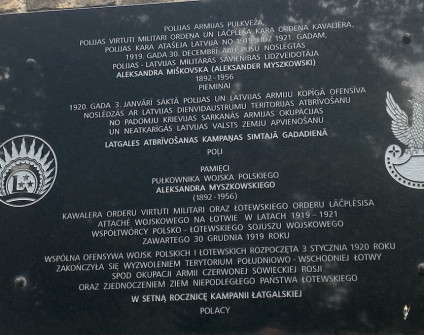 POLIJAS ARMIJAS PULKVEŽA,
POLIJAS VIRTUTI MILITARI ORDEŅA UN LĀČPLĒŠA KARA ORDEŅA KAVALIERA,
POLIJAS KARA ATAŠEJA LATVIJĀ NO 1919. LĪDZ 1921. GADAM,
1919. GADA 30. DECEMBRĪ ABU PUŠU NOSLĒGTĀS
POLIJAS - LATVIJAS MILITĀRĀS SAVIENĪBAS LĪDZVEIDOTĀJA
ALEKSANDRA MIŠKOVSKA (ALEKSANDER MYSZKOWSKI)
1892-1956
PIEMIŅAI
1920. GADA 3. JANVĀRĪ SĀKTĀ POLIJAS UN LATVIJAS ARMIJU KOPĪGĀ OFENSĪVA
NOSLĒDZĀS AR LATVIJAS DIENVIDAUSTRUMU TERITORIJAS ATBRĪVOŠANU
NO PADOMJU KRIEVIJAS SARKANĀS ARMIJAS OKUPĀCIJAS
UN NEATKARĪGĀS LATVIJAS VALSTS ZEMJU APVIENOŠANU
LATGALES ATBRĪVOŠANAS KAMPAŅAS SIMTAJĀ GADADIENĀ
POĻI
PAMIĘCI
PUŁKOWNIKA WOJSKA POLSKIEGO
ALEKSANDRA MYSZKOWSKIEGO
(1892-1956)
KAWALERA ORDERU VIRTUTI MILITARI ORAZ ŁOTEWSKIEGO ORDERU LĀČPLĒSISA
ATTACHÉ WOJSKOWEGO NA ŁOTWIE W LATACH 1919 – 1921
WSPÓŁTWÓRCY POLSKO - ŁOTEWSKIEGO SOJUSZU WOJSKOWEGO
ZAWARTEGO 30 GRUDNIA 1919 ROKU
WSPÓLNA OFENSYWA WOJSK POLSKICH I ŁOTEWSKICH ROZPOCZĘTA 3 STYCZNIA 1920 ROKU
ZAKOŃCZYŁA SIĘ WYZWOLENIEM TERYTORIUM POŁUDNIOWO - WSCHODNIEJ ŁOTWY
SPOD OKUPACJI ARMII CZERWONEJ SOWIECKIEJ ROSJI
ORAZ ZJEDNOCZENIEM ZIEM NIEPODLEGŁEGO PAŃSTWA ŁOTEWSKIEGO
W SETNĄ ROCZNICĘ KAMPANII ŁATGALSKIEJ
POLACY